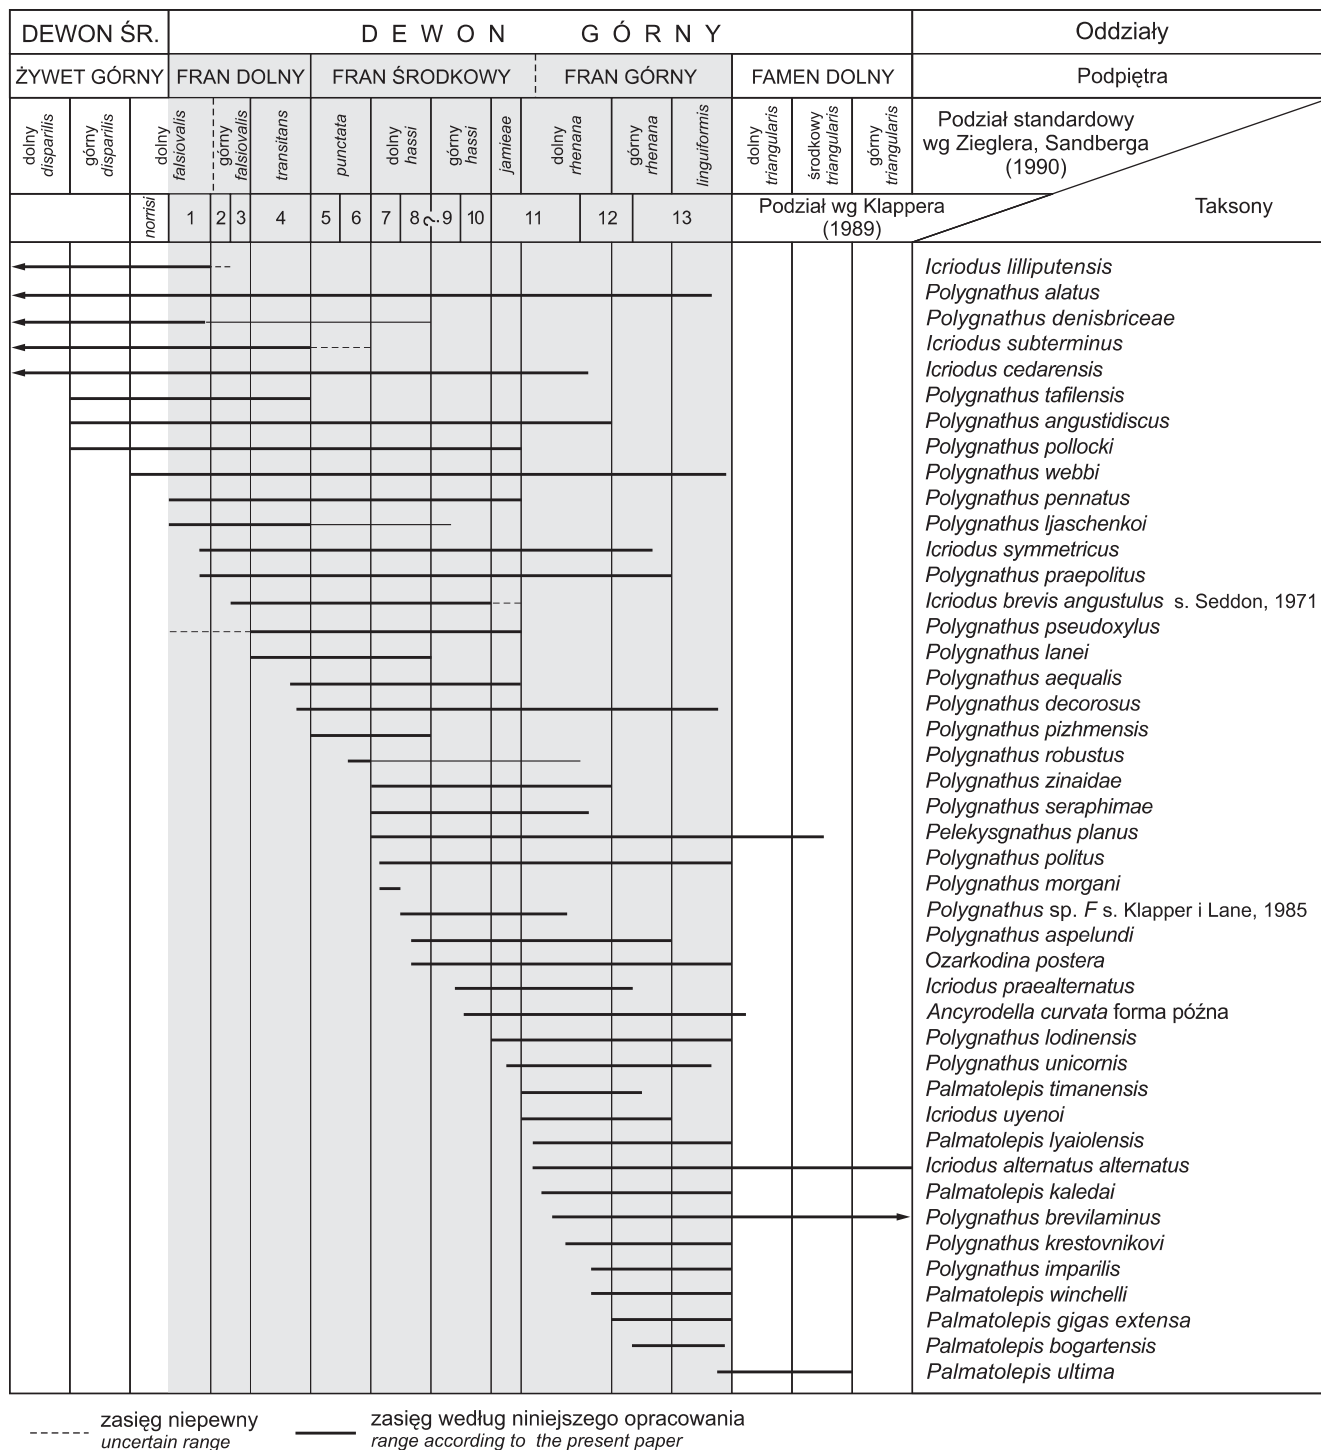 DEWON ŚR.
DEWON GÓRNY
Oddziały
ŻYWET GÓRNY
FRAN DOLNY
FRAN ŚRODKOWY
FRAN GÓRNY
FAMEN DOLNY
Podpiętra
dolny
disparilis
górny
disparilis
dolny
falsiovalis
górny
falsiovalis
transitans
punctata
dolny
hassi
górny
hassi
jamieae
dolny
rhenana
górny
rhenana
linguiformis
dolny
triangularis
środkowy
triangularis
górny
triangularis
Podział standardowy
wg Zieglera, Sandberga
(1990)
norrisi
1 2 3 4 5 6 7 8 ? 9 10 11 12 13
Podział wg Klappera
(1989)
Taksony
Icriodus lilliputensis
Polygnathus alatus
Polygnathus denisbriceae
Icriodus subterminus
Icriodus cedarensis
Polygnathus tafilensis
Polygnathus angustidiscus
Polygnathus pollocki
Polygnathus webbi
Polygnathus pennatus
Polygnathus ljaschenkoi
Icriodus symmetricus
Polygnathus praepolitus
Icriodus brevis angustulus s. Seddon, 1971
Polygnathus pseudoxylus
Polygnathus lanei
Polygnathus aequalis
Polygnathus decorosus
Polygnathus pizhmensis
Polygnathus robustus
Polygnathus zinaidae
Polygnathus seraphimae
Pelekysgnathus planus
Polygnathus politus
Polygnathus morgani
Polygnathus sp. F s. Klapper i Lane, 1985
Polygnathus aspelundi
Ozarkodina postera
Icriodus praealternatus
Ancyrodella curvata forma późna
Polygnathus lodinensis
Polygnathus unicornis
Palmatolepis timanensis
Icriodus uyenoi
Palmatolepis lyaiolensis
Icriodus alternatus alternatus
Palmatolepis kaledai
Polygnathus brevilaminus
Polygnathus krestovnikovi
Polygnathus imparilis
Palmatolepis winchelli
Palmatolepis gigas extensa
Palmatolepis bogartensis
Palmatolepis ultima
zasięg niepewny
uncertain range
zasięg według niniejszego opracowania
range according to the present paper